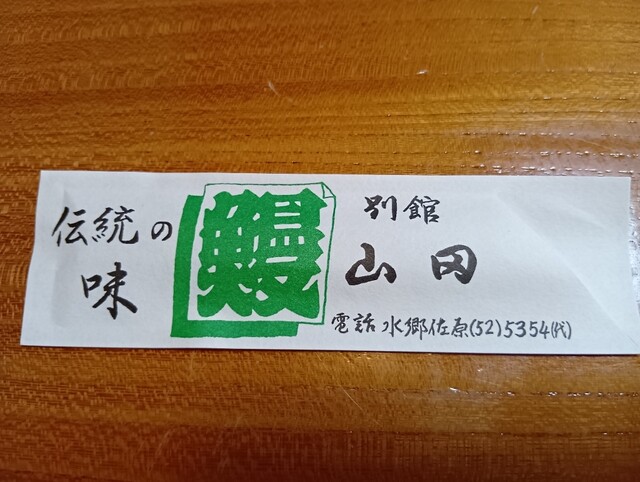 伝統の
味
鰻
別館
山田
電話 水郷佐原(52)5354(代)